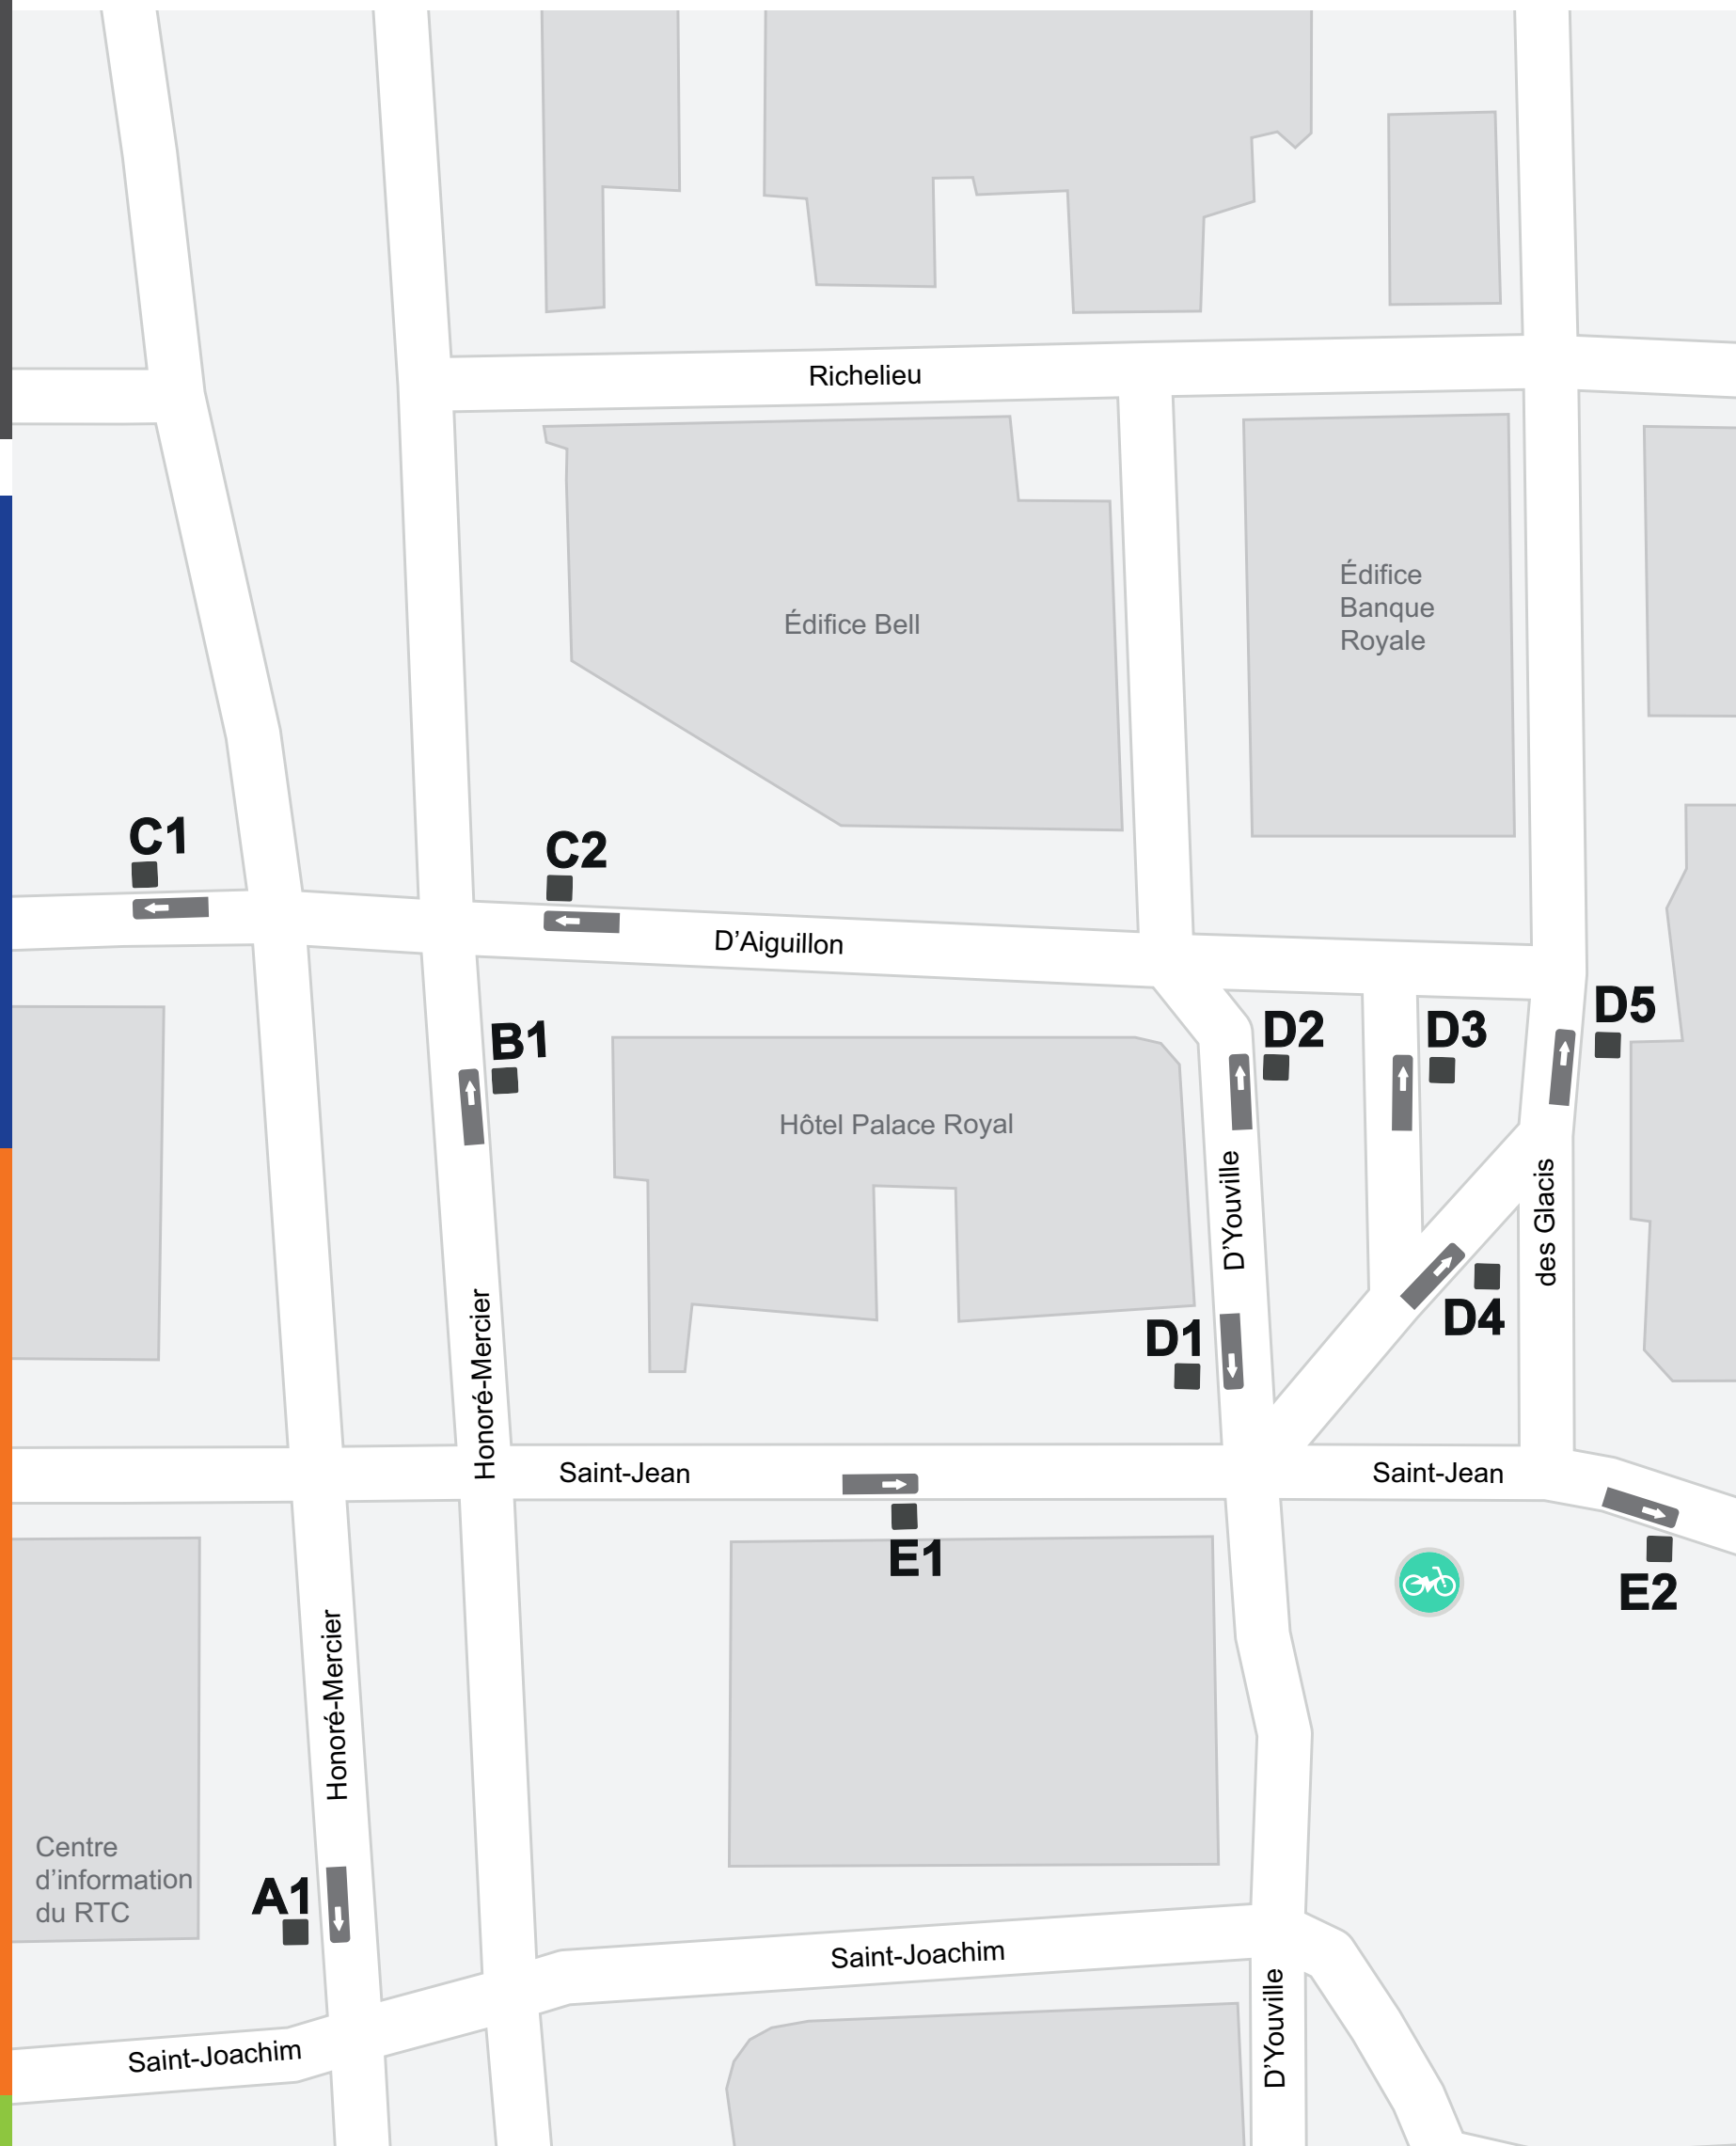 Richelieu
Édifice
Banque
Royale
Édifice Bell
C1
C2
D'Aiguillon
D5
D2
D3
B1
Hôtel Palace Royal
D'Youville
des Glacis
D4
D1
Honoré-Mercier
Saint-Jean
Saint-Jean
E1
E2
Honoré-Mercier
Centre
d'information
du RTC
A1
Saint-Joachim
D'Youville
Saint-Joachim